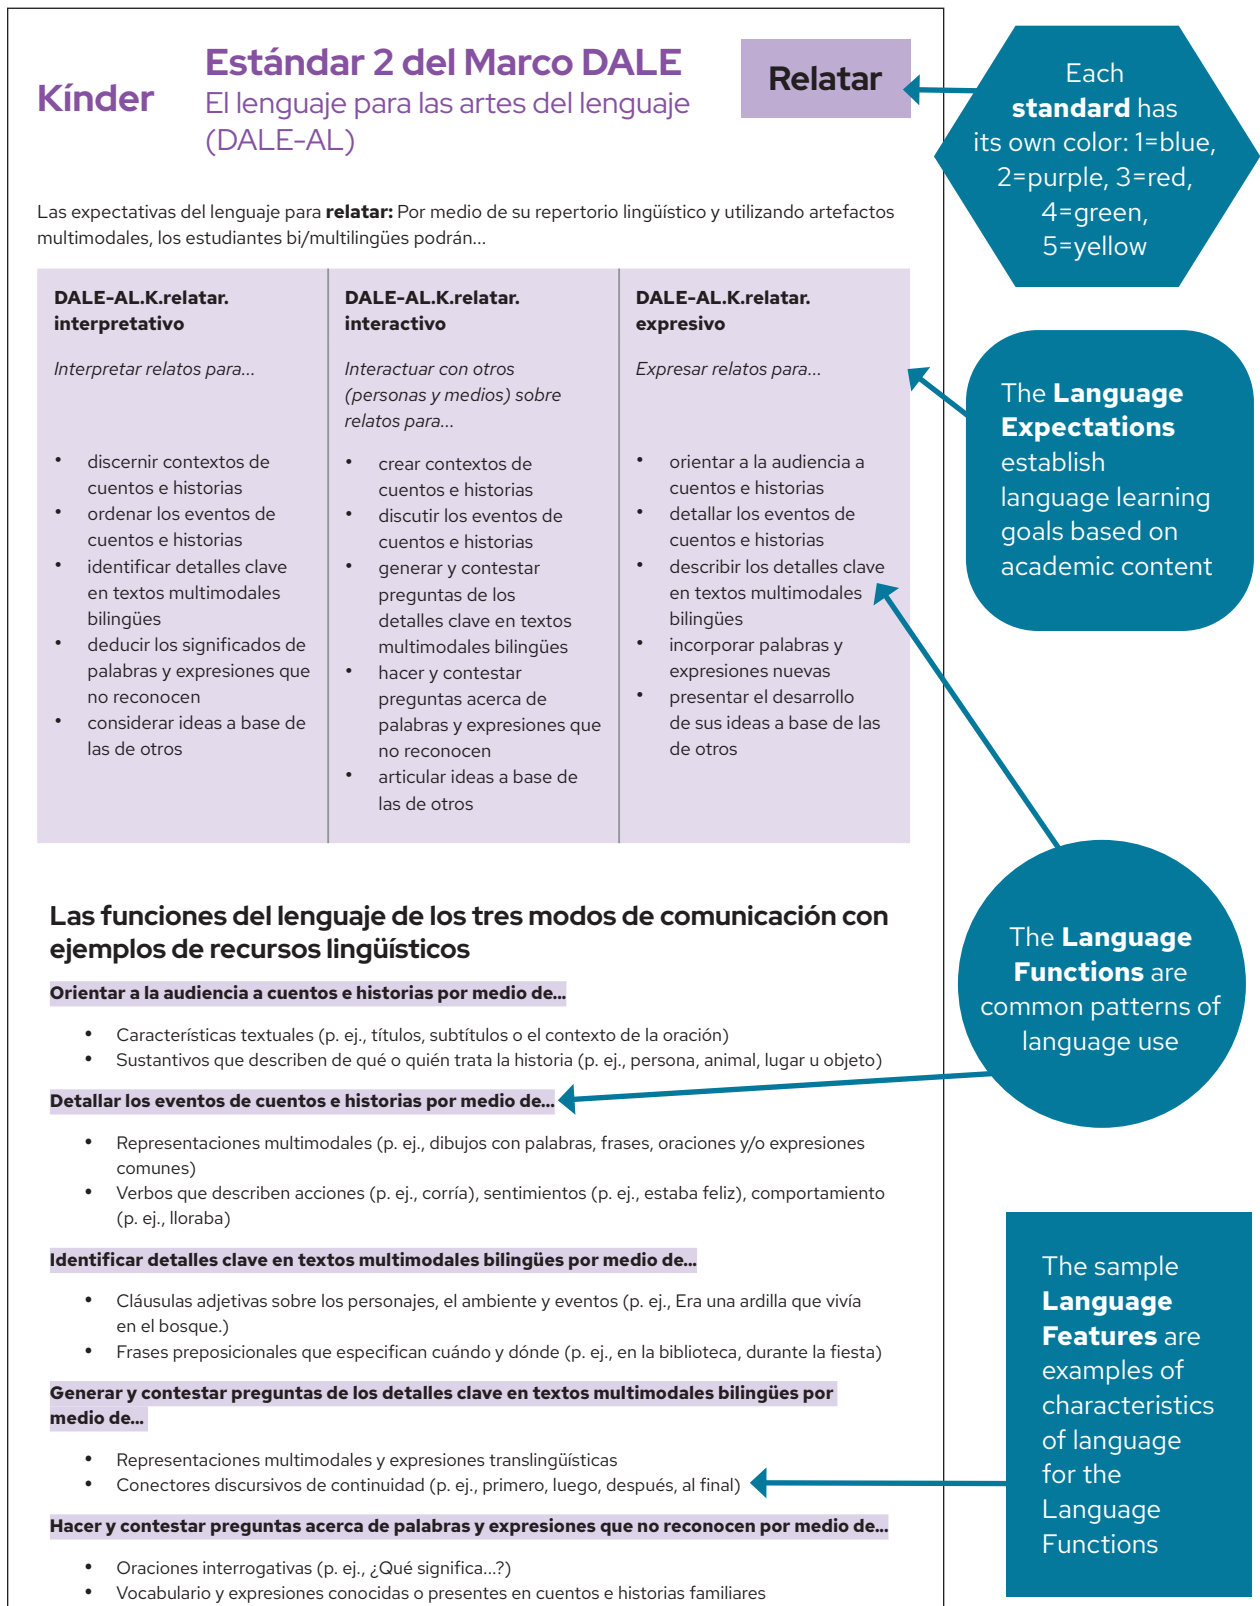 Kínder
Estándar 2 del Marco DALE
El lenguaje para las artes del lenguaje
(DALE-AL)
Relatar
Las expectativas del lenguaje para relatar: Por medio de su repertorio lingüístico y utilizando artefactos
multimodales, los estudiantes bi/multilingües podrán...
DALE-AL.K.relatar.
interpretativo
Interpretar relatos para...
• discernir contextos de
cuentos e historias
• ordenar los eventos de
cuentos e historias
• identificar detalles clave
en textos multimodales
bilingües
• deducir los significados de
palabras y expresiones que
no reconocen
• considerar ideas a base de
las de otros
DALE-AL.K.relatar.
interactivo
Interactuar con otros
(personas y medios) sobre
relatos para...
• crear contextos de
cuentos e historias
• discutir los eventos de
cuentos e historias
• generar y contestar
preguntas de los
detalles clave en textos
multimodales bilingües
• hacer y contestar
preguntas acerca de
palabras y expresiones que
no reconocen
• articular ideas a base de
las de otros
DALE-AL.K.relatar.
expresivo
Expresar relatos para...
• orientar a la audiencia a
cuentos e historias
• detallar los eventos de
cuentos e historias
• describir los detalles clave
en textos multimodales
bilingües
• incorporar palabras y
expresiones nuevas
• presentar el desarrollo
de sus ideas a base de las
de otros
Las funciones del lenguaje de los tres modos de comunicación con
ejemplos de recursos lingüísticos
Orientar a la audiencia a cuentos e historias por medio de...
• Características textuales (p. ej., títulos, subtítulos o el contexto de la oración)
• Sustantivos que describen de qué o quién trata la historia (p. ej., persona, animal, lugar u objeto)
Detallar los eventos de cuentos e historias por medio de...
• Representaciones multimodales (p. ej., dibujos con palabras, frases, oraciones y/o expresiones
comunes)
• Verbos que describen acciones (p. ej., corría), sentimientos (p. ej., estaba feliz), comportamiento
(p. ej., lloraba)
Identificar detalles clave en textos multimodales bilingües por medio de...
• Cláusulas adjetivas sobre los personajes, el ambiente y eventos (p. ej., Era una ardilla que vivía
en el bosque.)
• Frases preposicionales que especifican cuándo y dónde (p. ej., en la biblioteca, durante la fiesta)
Generar y contestar preguntas de los detalles clave en textos multimodales bilingües por
medio de...
• Representaciones multimodales y expresiones translingüísticas
• Conectores discursivos de continuidad (p. ej., primero, luego, después, al final)
Hacer y contestar preguntas acerca de palabras y expresiones que no reconocen por medio de...
• Oraciones interrogativas (p. ej., ¿Qué significa...?)
• Vocabulario y expresiones conocidas o presentes en cuentos e historias familiares
Each
standard has
its own color: 1=blue,
2=purple, 3=red,
4=green,
5=yellow
The Language
Expectations
establish
language learning
goals based on
academic content
The Language
Functions are
common patterns of
language use
The sample
Language
Features are
examples of
characteristics
of language
for the
Language
Functions